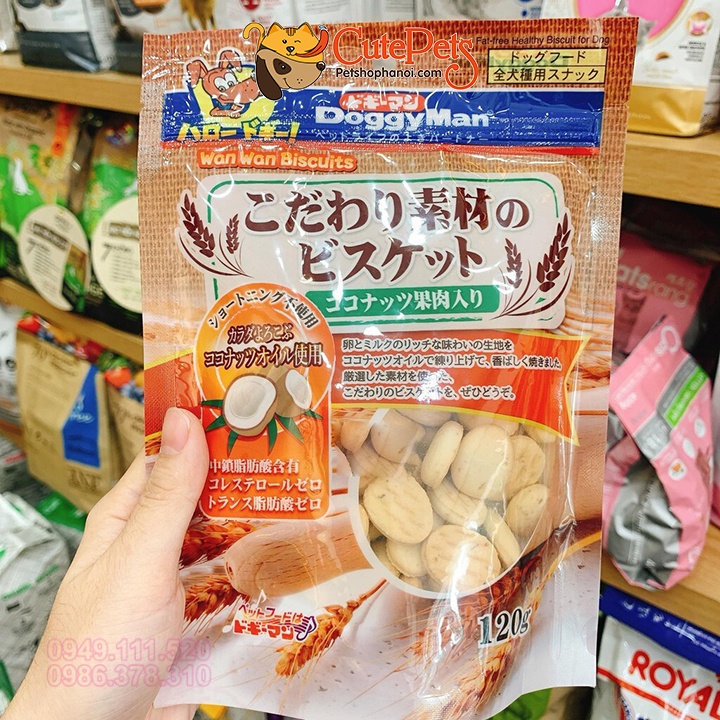 CutePets
Petshophanoi.com
Fat-free Healthy Biscuit for Dog
ドッグフード
全犬種用スナック
ハロードギー!
ドギーマン
DoggyMan
Wan Wan Biscuits
こだわり素材の
ビスケット
ココナッツ果肉入り
ショートニング不使用
カラダよろこぶ
ココナッツオイル使用
卵とミルクのリッチな味わいの生地を
ココナッツオイルで練り上げて、香ばしく焼きました。
厳選した素材を使った、
こだわりのビスケットを、ぜひどうぞ。
中鎖脂肪酸含有
コレステロールゼロ
トランス脂肪酸ゼロ
ペットフードは
ドギーマン
120g
0949.111.520
0986.378.310
ROYAL